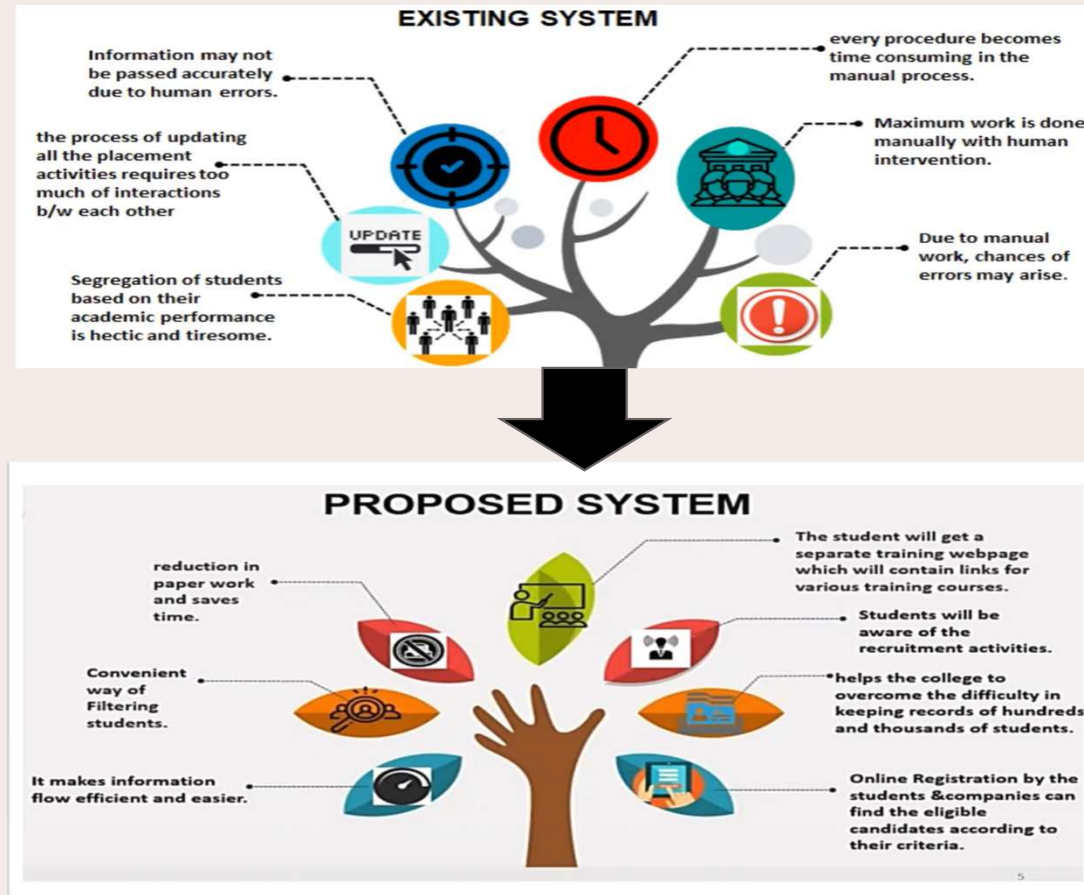 EXISTING SYSTEM
Information may not
be passed accurately
due to human errors.
the process of updating
all the placement
activities requires too
much of interactions
b/w each other
UPDATE
Segregation of students
based on their
academic performance
is hectic and tiresome.
every procedure becomes
time consuming in the
manual process.
Maximum work is done
manually with human
intervention.
Due to manual
work, chances of
errors may arise.
PROPOSED SYSTEM
reduction in
paper work
and saves
time.
Convenient
way of
Filtering
students.
It makes information
flow efficient and easier.
The student will get a
separate training webpage
which will contain links for
various training courses.
Students will be
aware of the
recruitment activities.
helps the college to
overcome the difficulty in
keeping records of hundreds
and thousands of students.
Online Registration by the
students &companies can
find the eligible
candidates according to
their criteria.
5